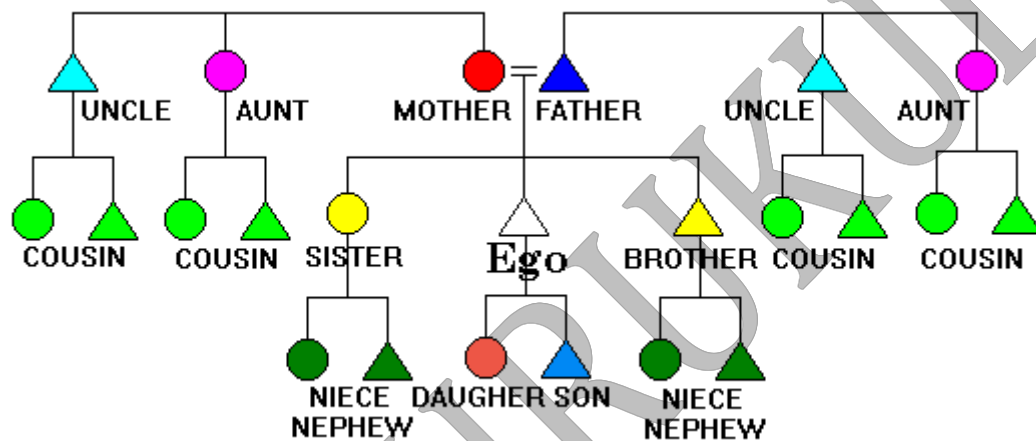 UNCLE AUNT MOTHER FATHER UNCLE AUNT
COUSIN COUSIN SISTER Ego BROTHER COUSIN COUSIN
NIECE DAUGHER SON NIECE
NEPHEW NEPHEW